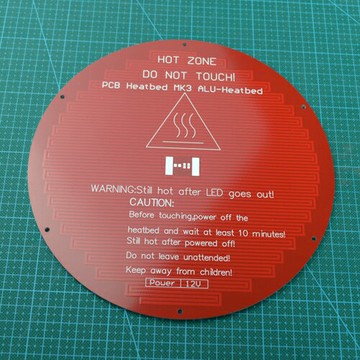 HOT ZONE
DO NOT TOUCH!
PCB Heatbed MK3 ALU-Heatbed
WARNING:Still hot after LED goes out!
CAUTION:
Before touching,power off the
heatbed and wait at least 10 minutes!
Still hot after powered off!
Do not leave unattended!
Keep away from children!
Power 12V